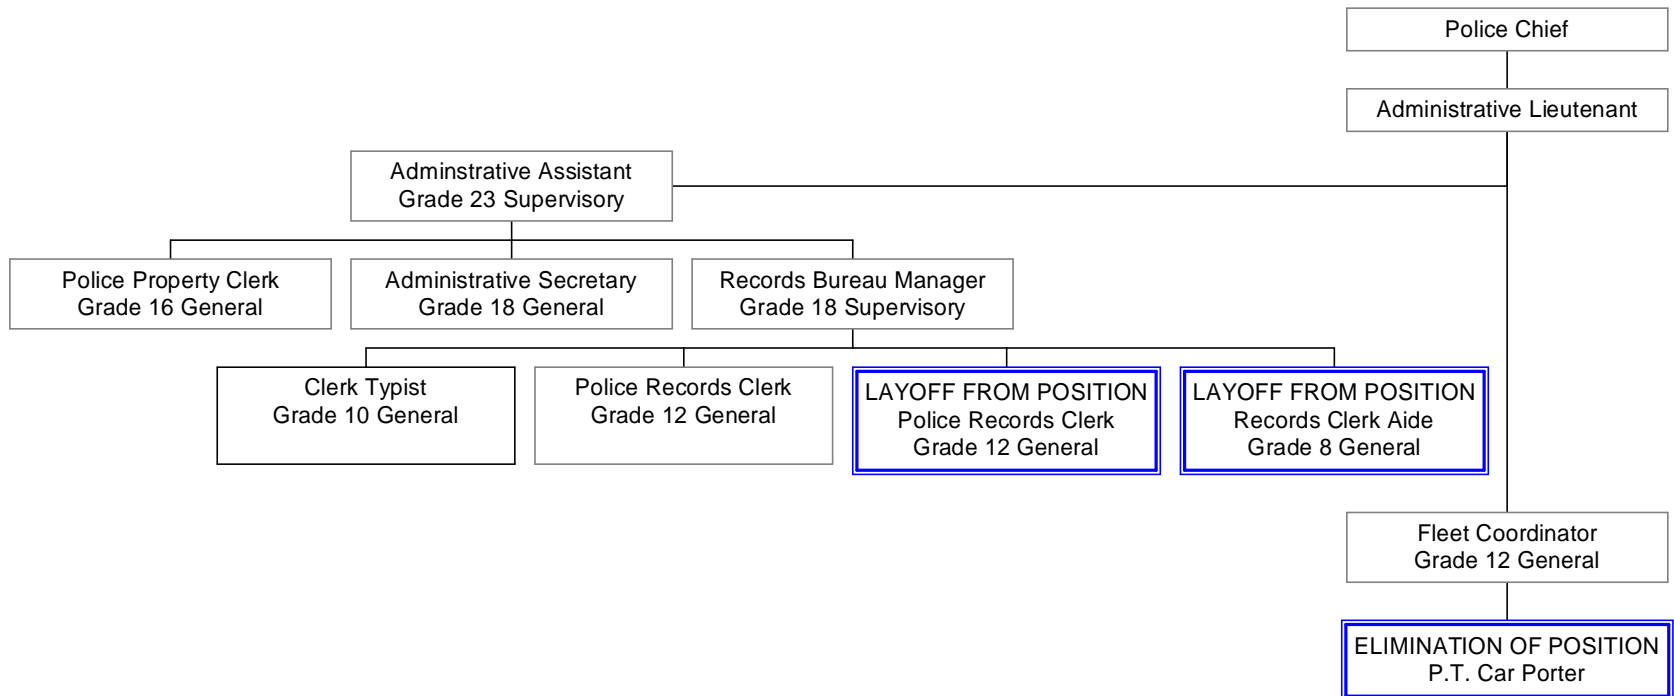 Police Chief
Administrative Lieutenant
Adminstrative Assistant
Grade 23 Supervisory
Police Property Clerk
Grade 16 General
Administrative Secretary
Grade 18 General
Records Bureau Manager
Grade 18 Supervisory
Clerk Typist
Grade 10 General
Police Records Clerk
Grade 12 General
LAYOFF FROM POSITION
Police Records Clerk
Grade 12 General
LAYOFF FROM POSITION
Records Clerk Aide
Grade 8 General
Fleet Coordinator
Grade 12 General
ELIMINATION OF POSITION
P.T. Car Porter